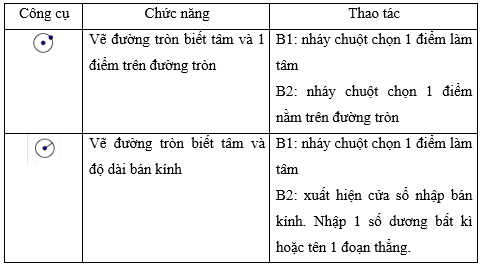 Công cụ Chức năng Thao tác
Vẽ đường tròn biết tâm và 1
điểm trên đường tròn
B1: nháy chuột chọn 1 điểm làm
tâm
B2: nháy chuột chọn 1 điểm
nằm trên đường tròn
Vẽ đường tròn biết tâm và
độ dài bán kính
B1: nháy chuột chọn 1 điểm làm
tâm
B2: xuất hiện cửa sổ nhập bán
kính. Nhập 1 số dương bất kì
hoặc tên 1 đoạn thẳng.